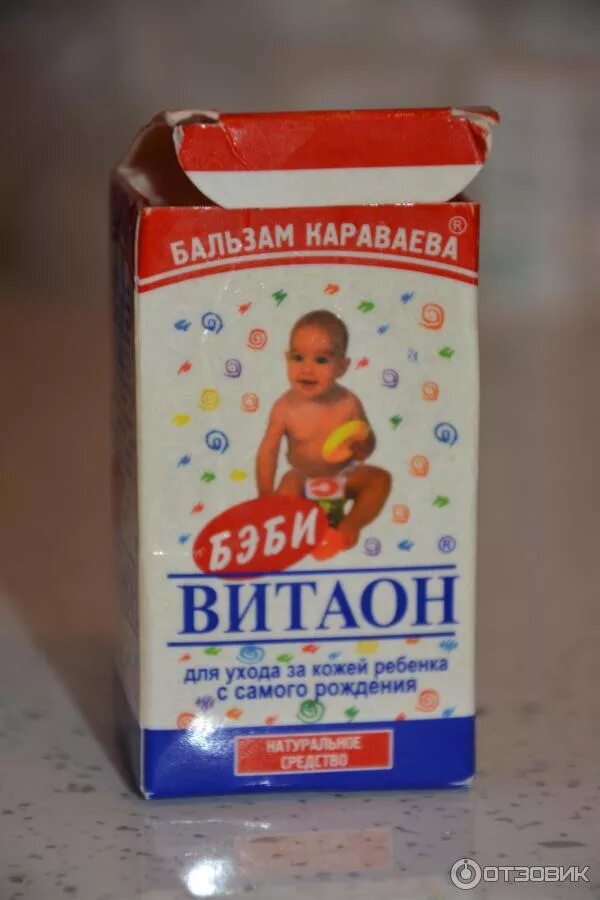 БАЛЬЗАМ КАРАВАЕВА ®
БЭБИ
®
ВИТАОН
для ухода за кожей ребенка
с самого рождения
НАТУРАЛЬНОЕ
СРЕДСТВО
ОТЗОВИК